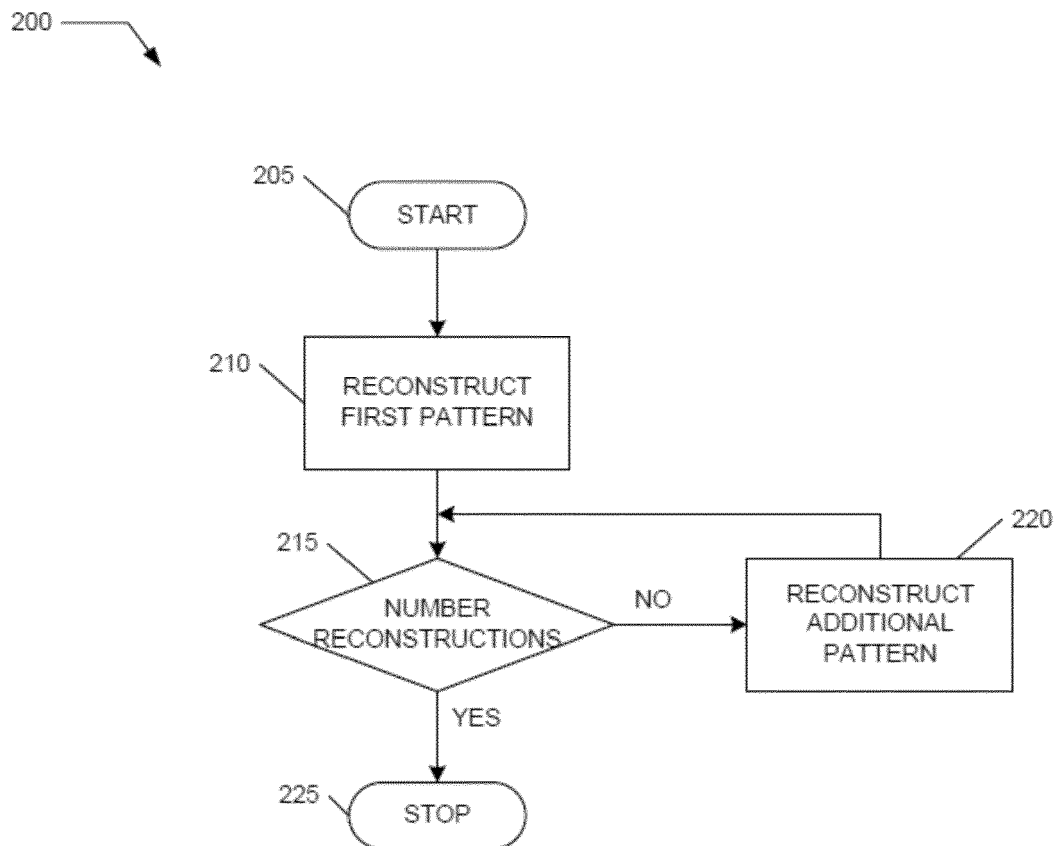 200
205
START
210
RECONSTRUCT
FIRST PATTERN
215
NUMBER
RECONSTRUCTIONS
NO
220
RECONSTRUCT
ADDITIONAL
PATTERN
YES
225
STOP